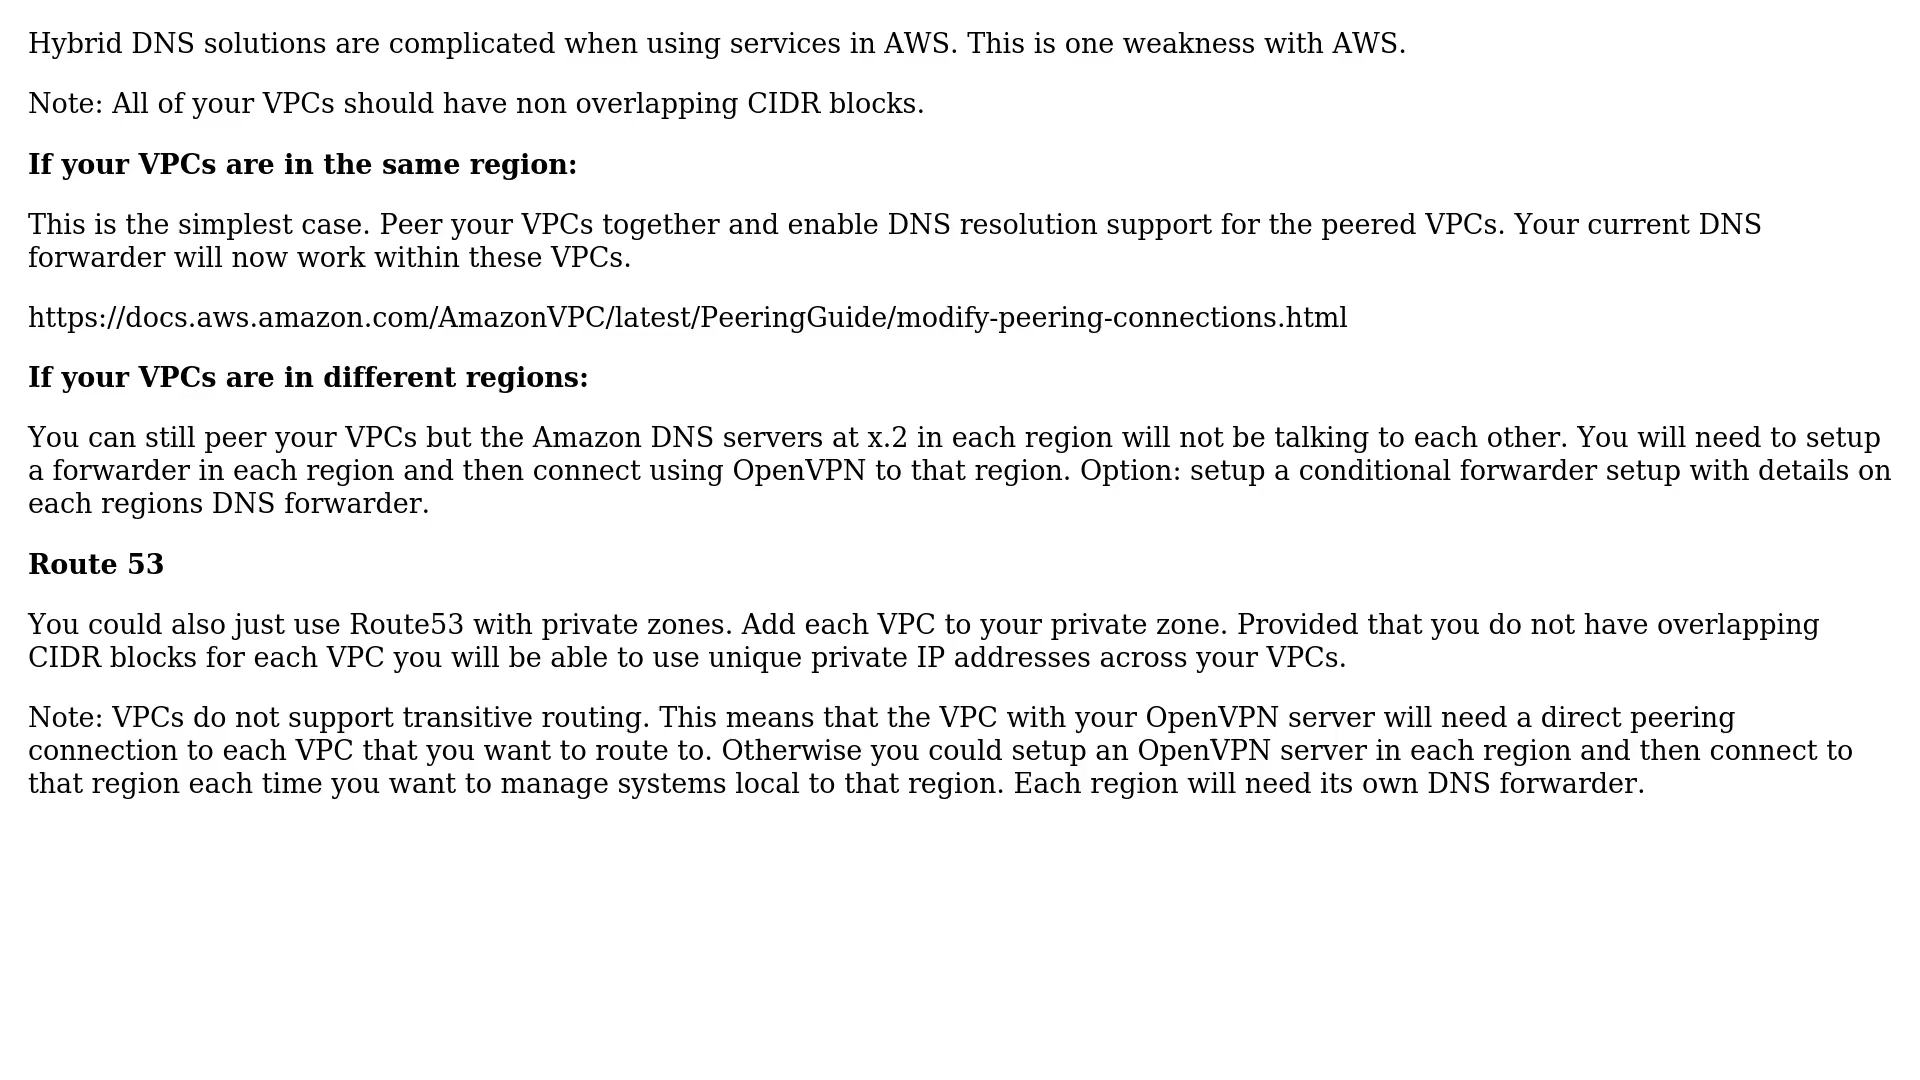 Hybrid DNS solutions are complicated when using services in AWS. This is one weakness with AWS.
Note: All of your VPCs should have non overlapping CIDR blocks.
If your VPCs are in the same region:
This is the simplest case. Peer your VPCs together and enable DNS resolution support for the peered VPCs. Your current DNS
forwarder will now work within these VPCs.
https://docs.aws.amazon.com/AmazonVPC/latest/PeeringGuide/modify-peering-connections.html
If your VPCs are in different regions:
You can still peer your VPCs but the Amazon DNS servers at x.2 in each region will not be talking to each other. You will need to setup
a forwarder in each region and then connect using OpenVPN to that region. Option: setup a conditional forwarder setup with details on
each regions DNS forwarder.
Route 53
You could also just use Route53 with private zones. Add each VPC to your private zone. Provided that you do not have overlapping
CIDR blocks for each VPC you will be able to use unique private IP addresses across your VPCs.
Note: VPCs do not support transitive routing. This means that the VPC with your OpenVPN server will need a direct peering
connection to each VPC that you want to route to. Otherwise you could setup an OpenVPN server in each region and then connect to
that region each time you want to manage systems local to that region. Each region will need its own DNS forwarder.